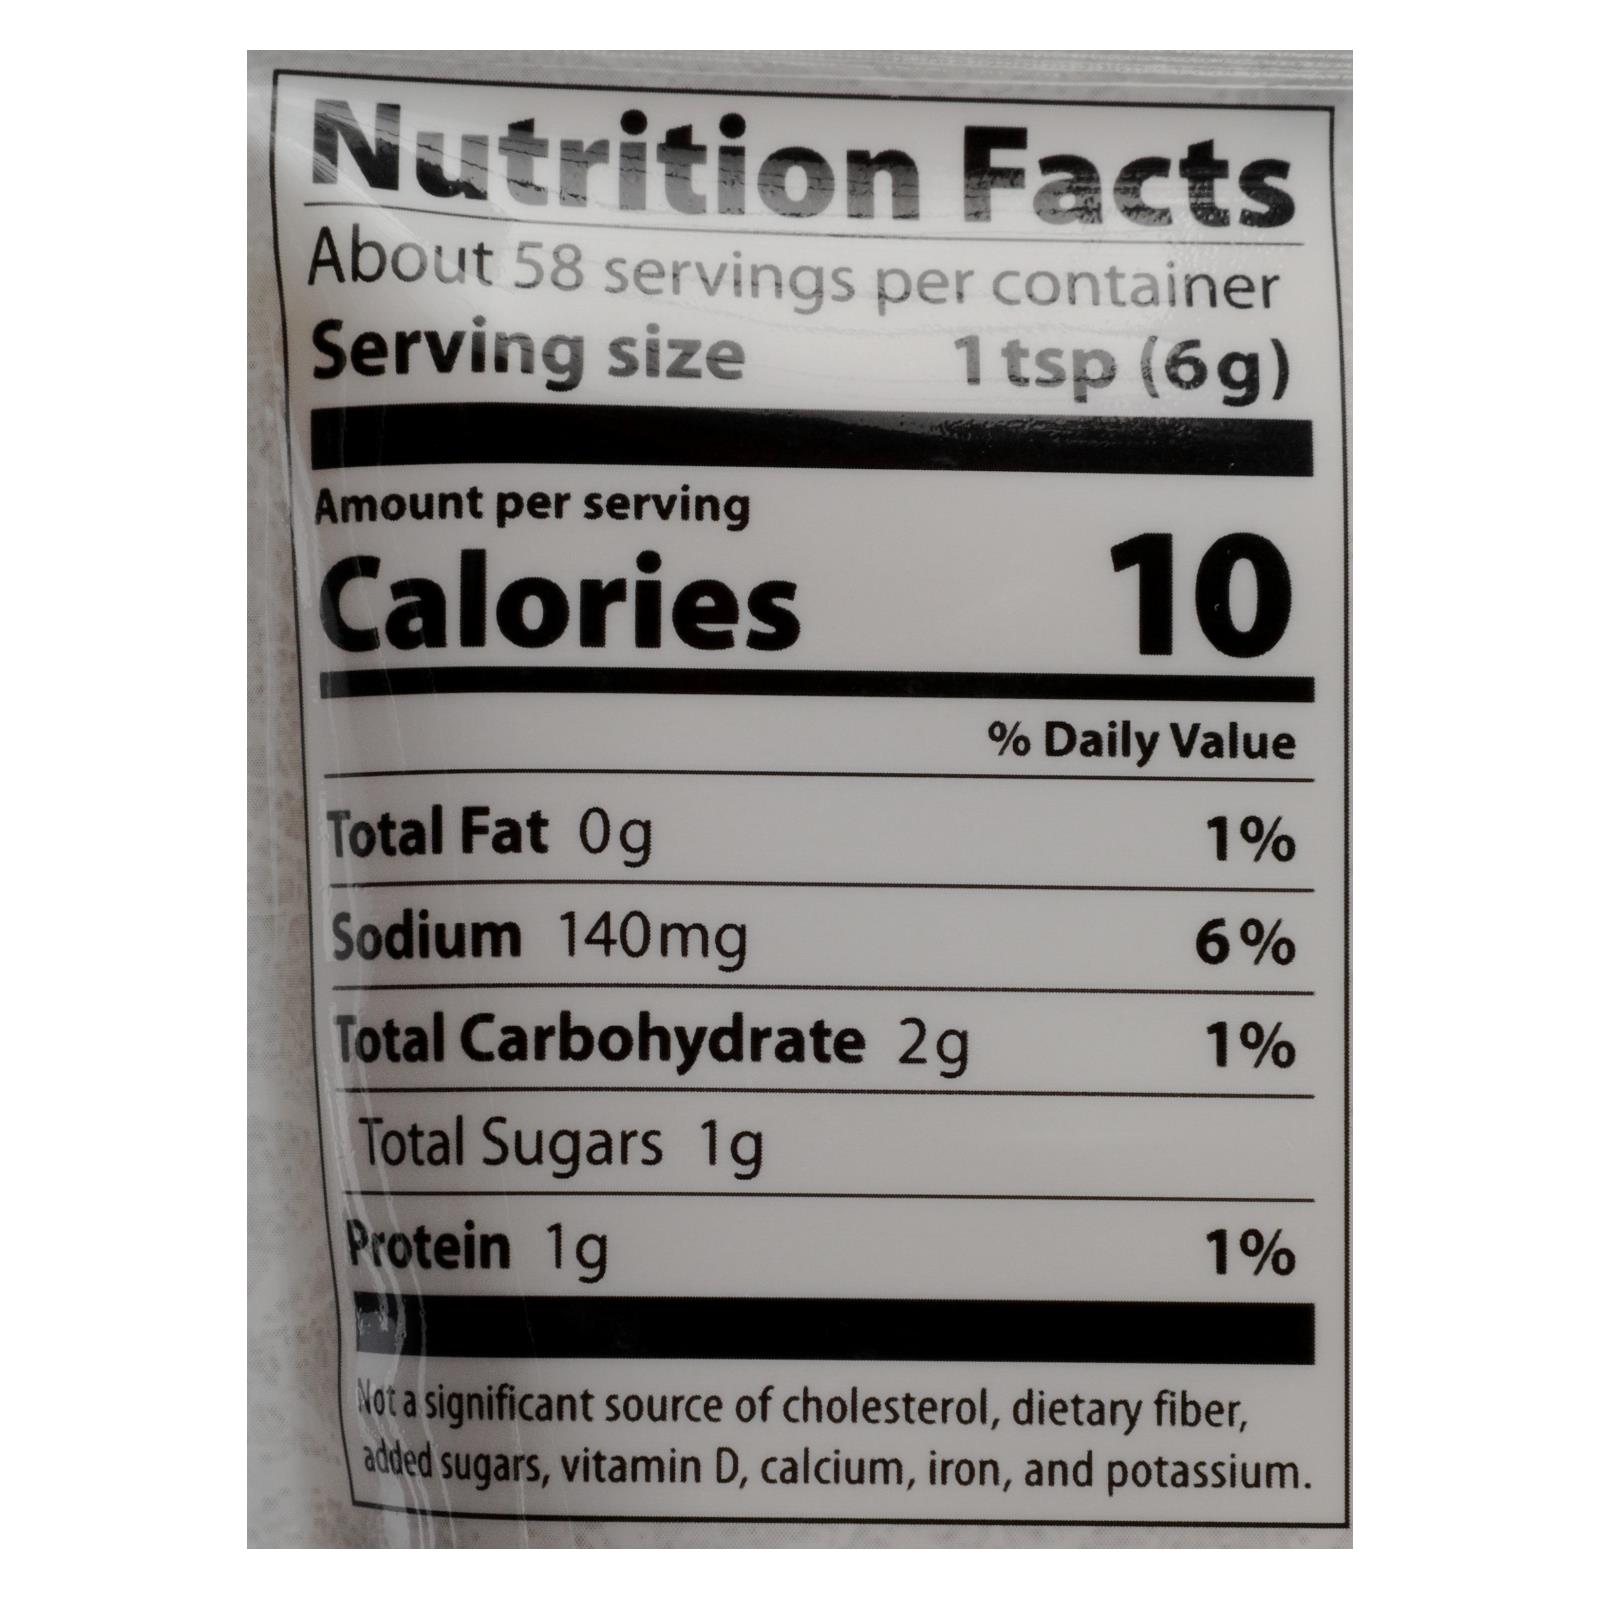 Nutrition Facts
About 58 servings per container
Serving size 1 tsp (6g)
Amount per serving
Calories 10
% Daily Value
Total Fat 0g 1%
Sodium 140mg 6%
Total Carbohydrate 2g 1%
Total Sugars 1g
Protein 1g 1%
Not a significant source of cholesterol, dietary fiber,
added sugars, vitamin D, calcium, iron, and potassium.